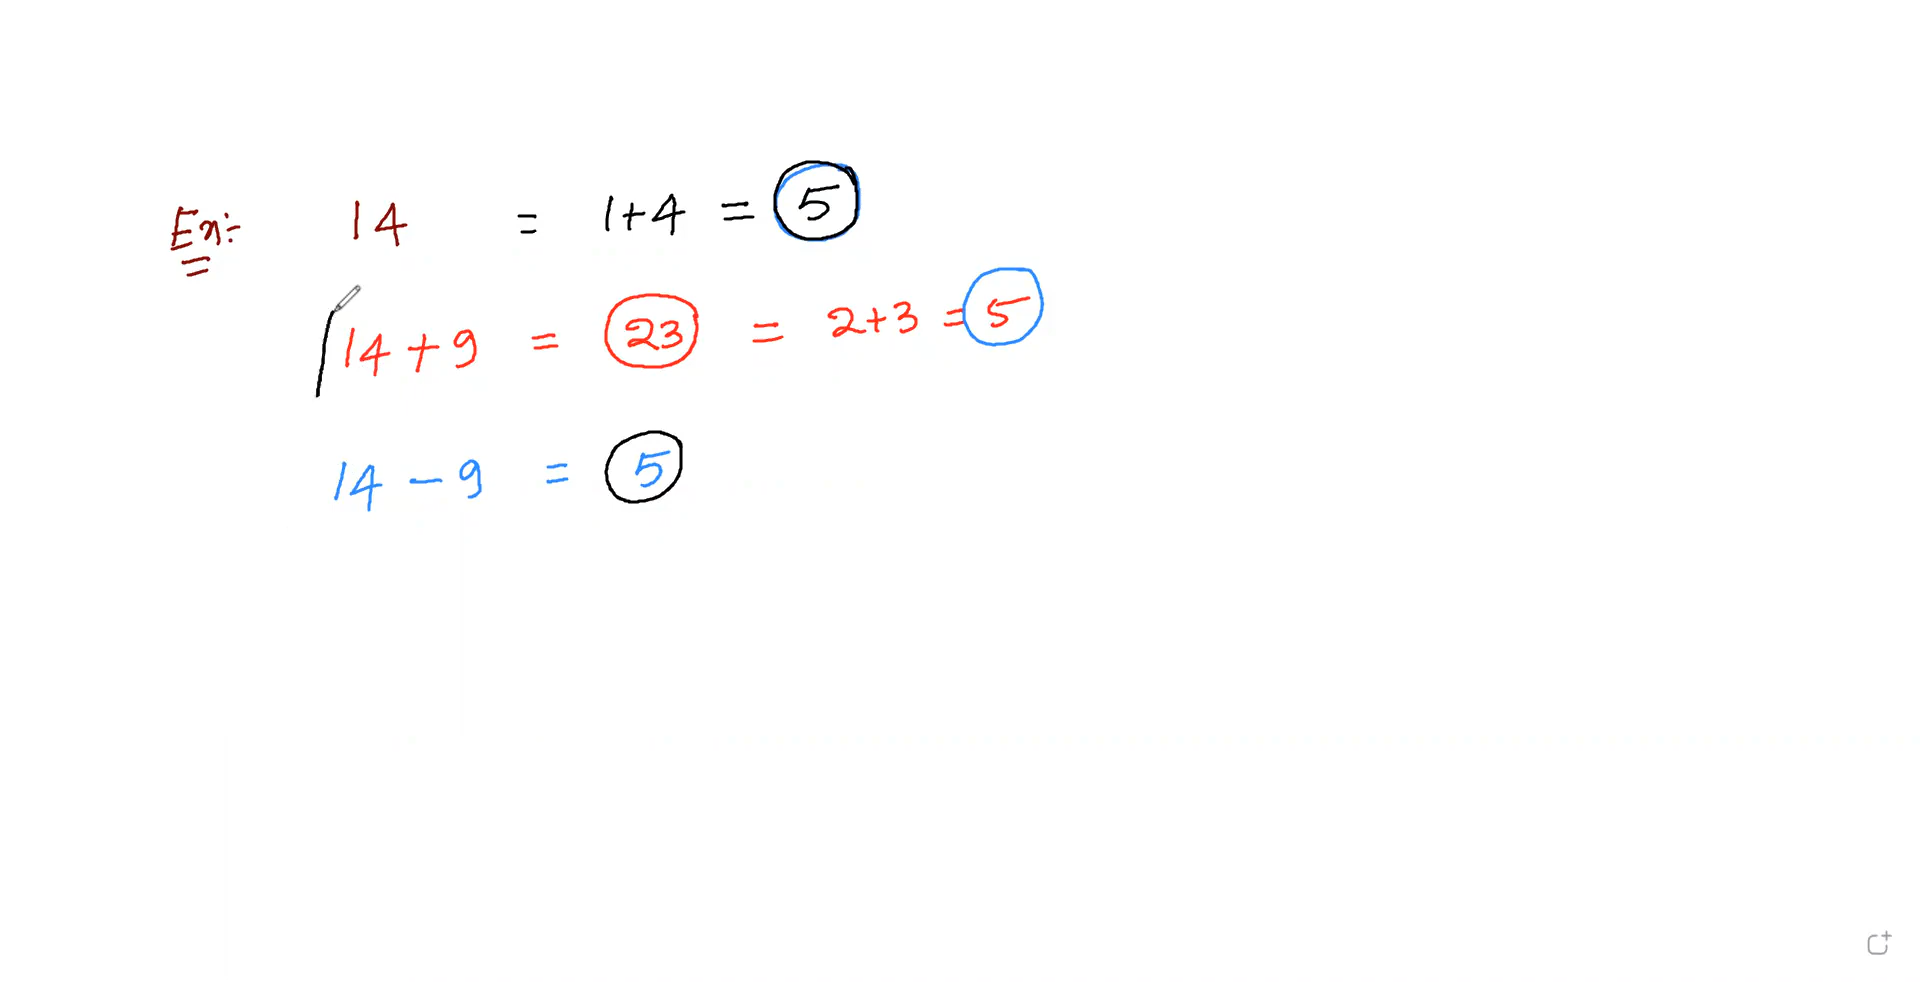 Ex:- 14 = 1+4 = 5
14 + 9 = 23 = 2+3 = 5
14 - 9 = 5